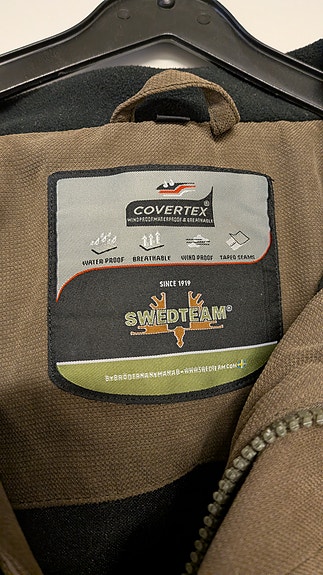 COVERTEX®
WINDPROOF WATERPROOF & BREATHABLE
WATER PROOF BREATHABLE WIND PROOF TAPED SEAMS
SINCE 1919
SWEDTEAM®